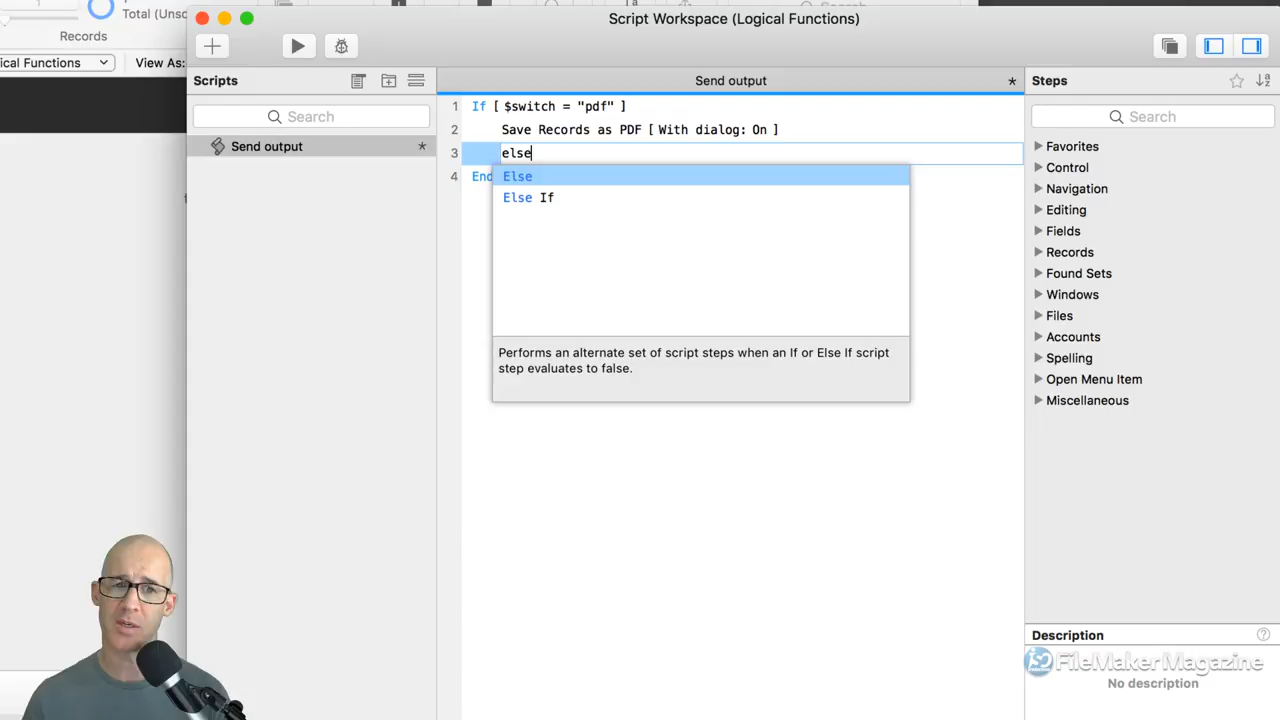 Total (Unso
Records
cal Functions
View As:
Script Workspace (Logical Functions)
Scripts
Send output
*
Steps
Search
Search
Send output
*
1 If [ $switch = "pdf" ]
2 Save Records as PDF [ With dialog: On ]
3 else
4 End
Else
Else If
Performs an alternate set of script steps when an If or Else If script
step evaluates to false.
Favorites
Control
Navigation
Editing
Fields
Records
Found Sets
Windows
Files
Accounts
Spelling
Open Menu Item
Miscellaneous
Description
FileMakerMagazine
No description